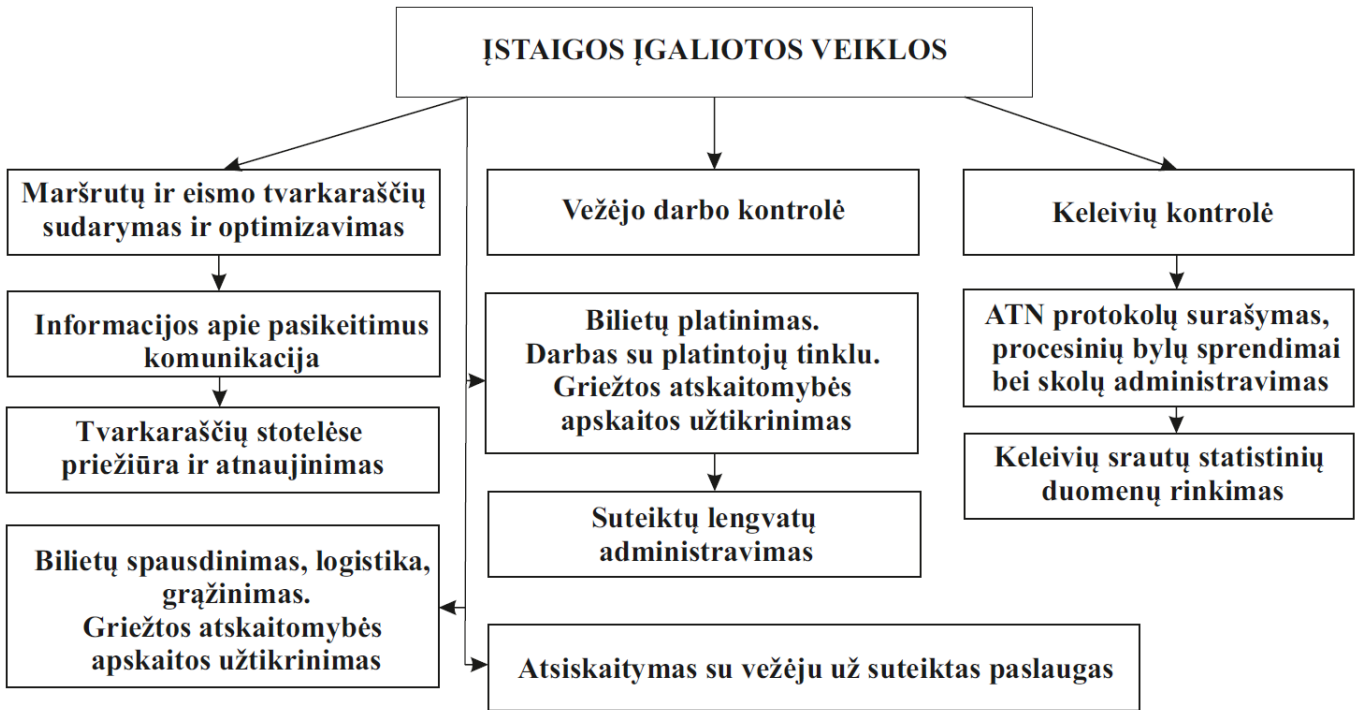 ĮSTAIGOS ĮGALIOTOS VEIKLOS
Maršrutų ir eismo tvarkaraščių
sudarymas ir optimizavimas
Vežėjo darbo kontrolė
Keleivių kontrolė
Informacijos apie pasikeitimus
komunikacija
Bilietų platinimas.
Darbas su platintojų tinklu.
Griežtos atskaitomybės
apskaitos užtikrinimas
ATN protokolų surašymas,
procesinių bylų sprendimai
bei skolų administravimas
Tvarkaraščių stotelėse
priežiūra ir atnaujinimas
Keleivių srautų statistinių
duomenų rinkimas
Suteiktų lengvatų
administravimas
Bilietų spausdinimas, logistika,
grąžinimas.
Griežtos atskaitomybės
apskaitos užtikrinimas
Atsiskaitymas su vežėju už suteiktas paslaugas